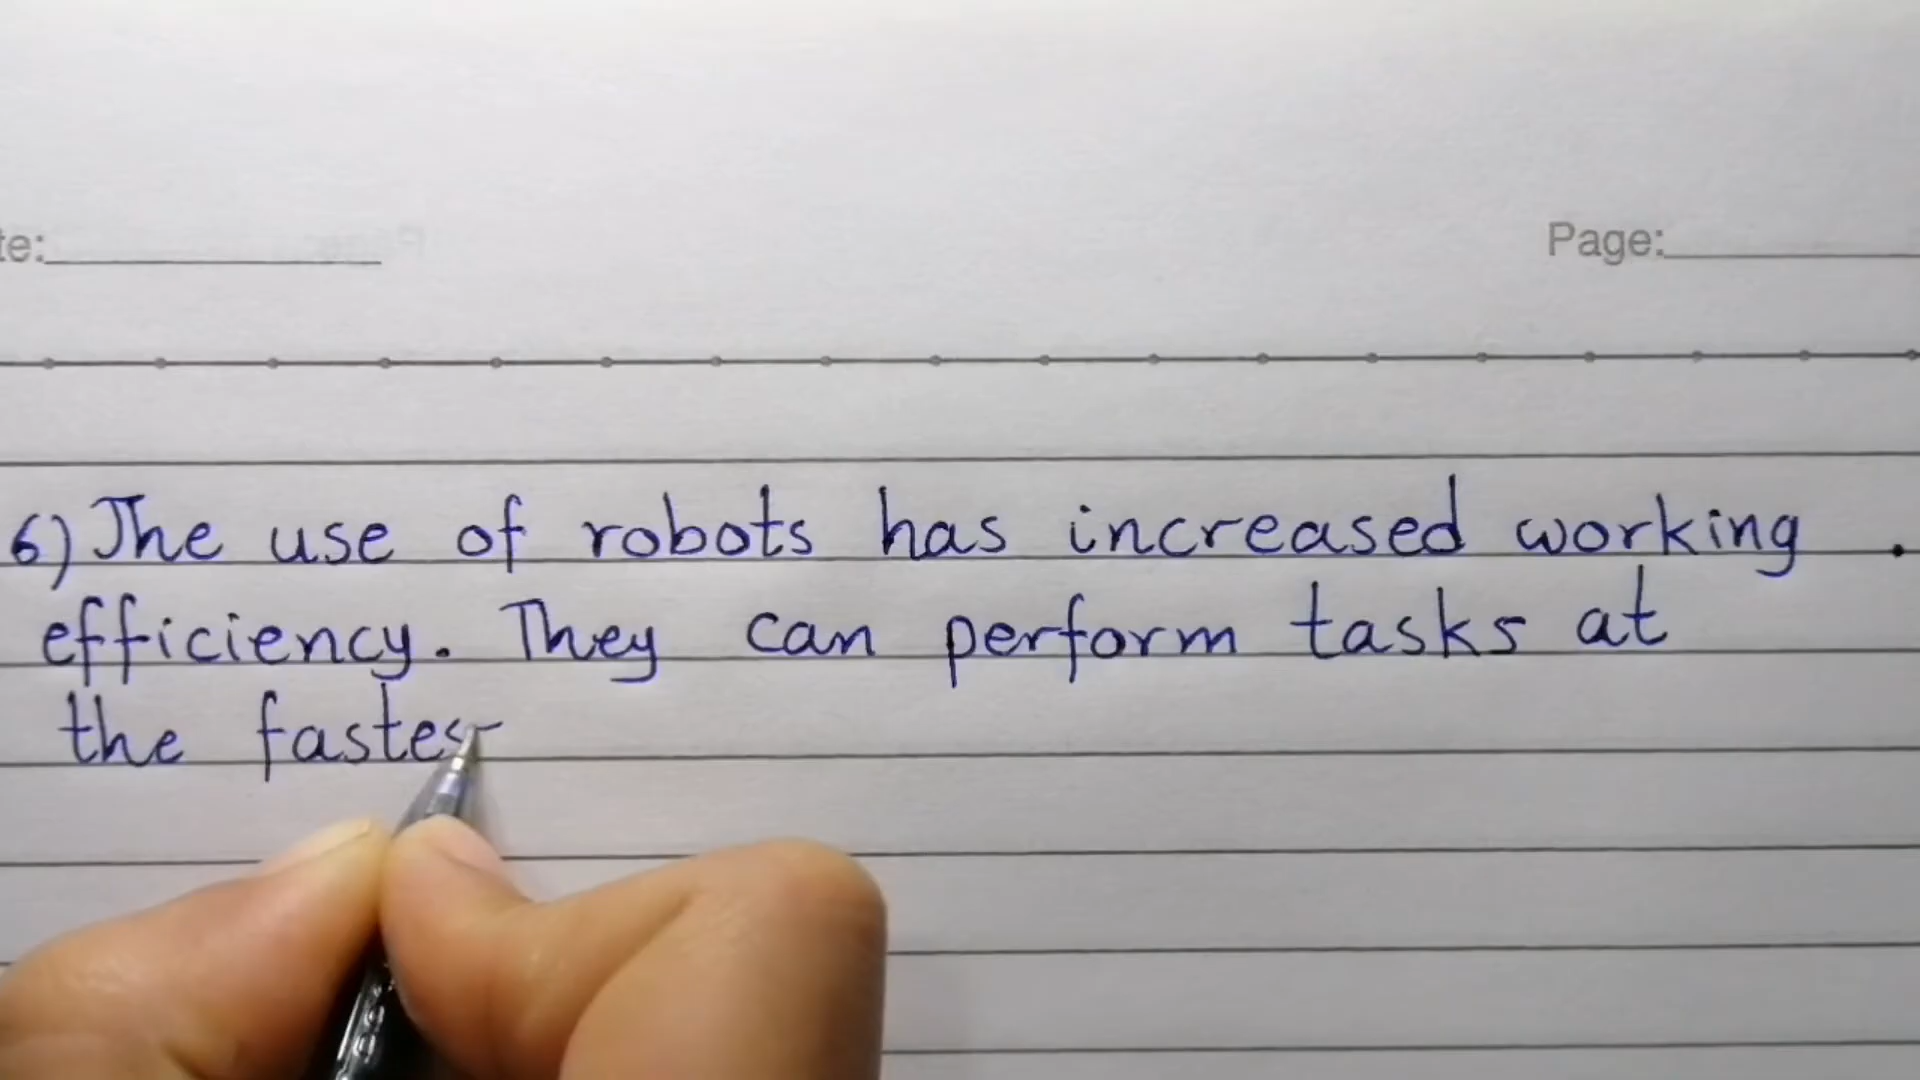 te:
Page:
6) The use of robots has increased working
efficiency. They can perform tasks at
the fastes